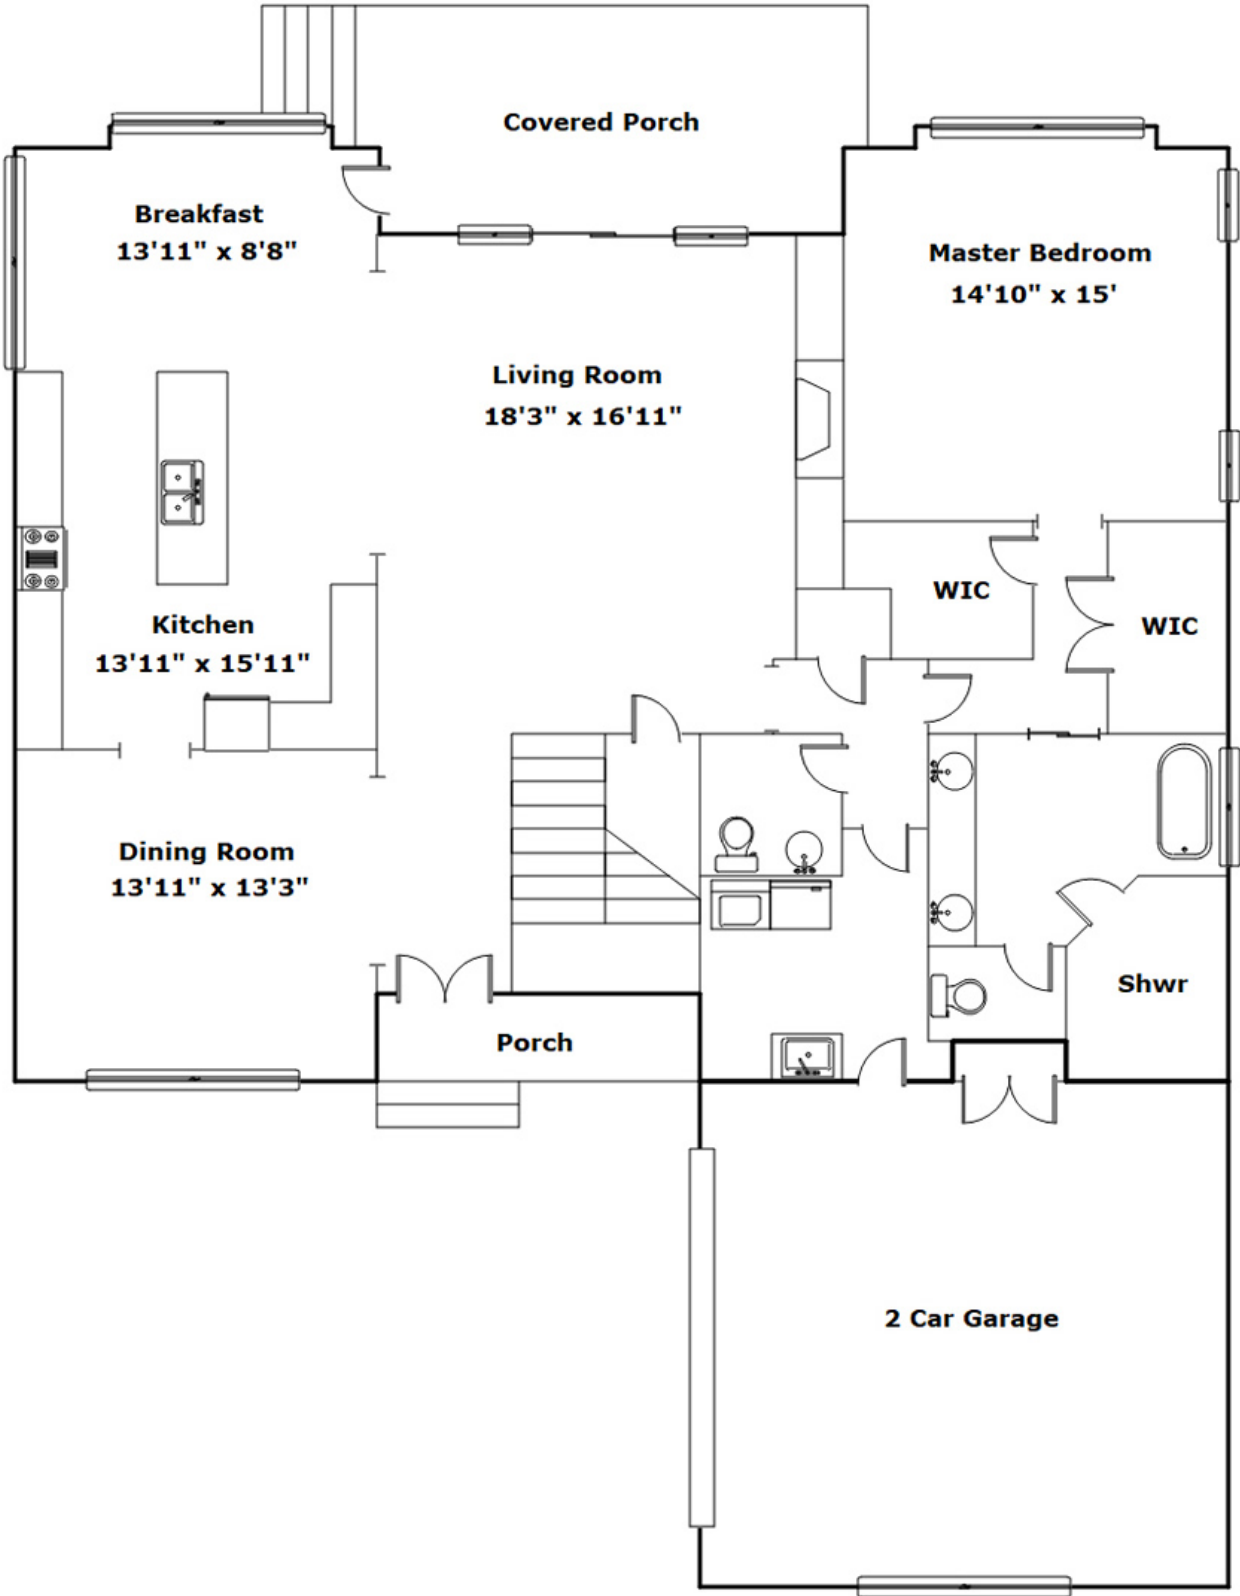 Covered Porch
Breakfast
13'11" x 8'8"
Master Bedroom
14'10" x 15'
Living Room
18'3" x 16'11"
WIC
WIC
Kitchen
13'11" x 15'11"
Dining Room
13'11" x 13'3"
Shwr
Porch
2 Car Garage